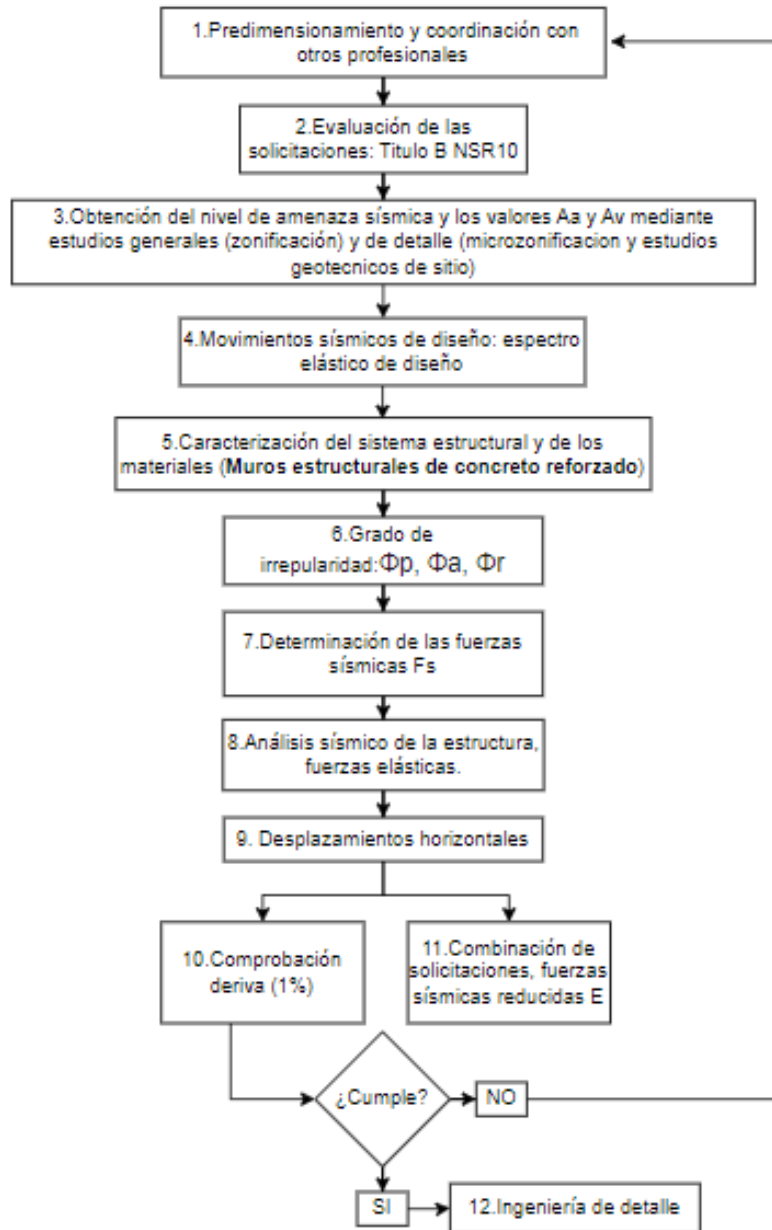 1.Predimensionamiento y coordinación con
otros profesionales
2.Evaluación de las
solicitaciones: Titulo B NSR10
3.Obtención del nivel de amenaza sísmica y los valores Aa y Av mediante
estudios generales (zonificación) y de detalle (microzonificacion y estudios
geotecnicos de sitio)
4.Movimientos sísmicos de diseño: espectro
elástico de diseño
5.Caracterización del sistema estructural y de los
materiales (Muros estructurales de concreto reforzado)
6.Grado de
irrepularidad:Φp, Φa, Φr
7.Determinación de las fuerzas
sísmicas Fs
8.Análisis sísmico de la estructura,
fuerzas elásticas.
9. Desplazamientos horizontales
10.Comprobación
deriva (1%)
11.Combinación de
solicitaciones, fuerzas
sísmicas reducidas E
¿Cumple?
NO
SI
12.Ingeniería de detalle